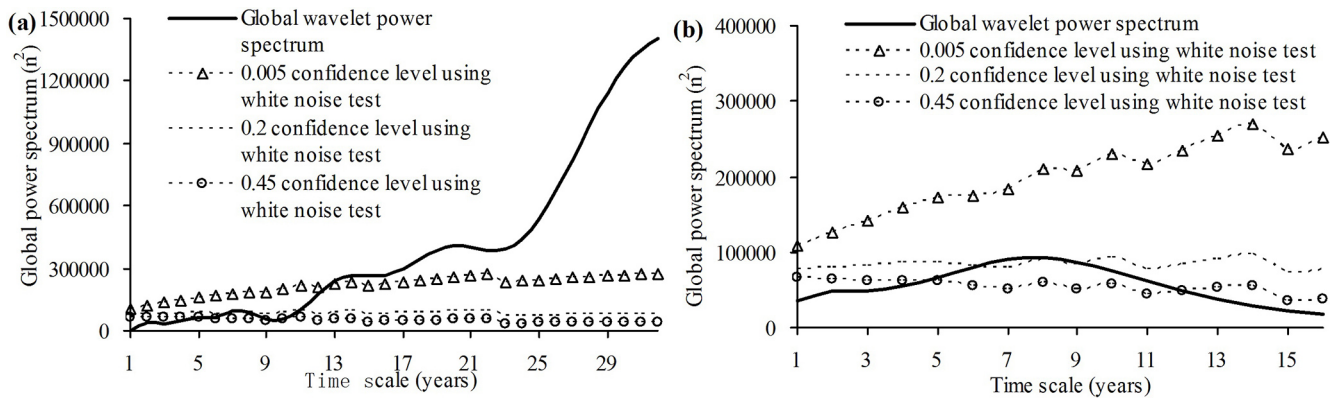 (a)
1500000
1200000
900000
600000
300000
0
Global power spectrum (n²)
Global wavelet power
spectrum
0.005 confidence level using
white noise test
0.2 confidence level using
white noise test
0.45 confidence level using
white noise test
1 5 9 13 17 21 25 29
Time scale (years)
(b)
400000
300000
200000
100000
0
Global power spectrum (n²)
Global wavelet power spectrum
0.005 confidence level using white noise test
0.2 confidence level using white noise test
0.45 confidence level using white noise test
1 3 5 7 9 11 13 15
Time scale (years)